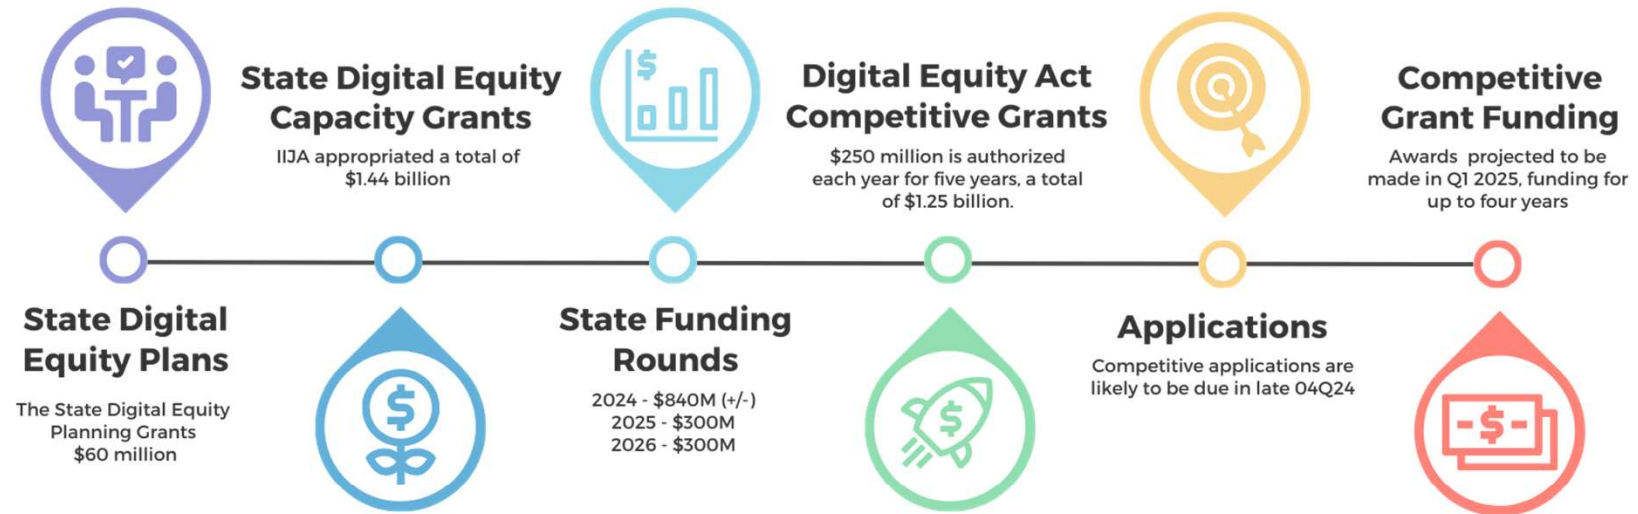 State Digital
Equity Plans
The State Digital Equity
Planning Grants
$60 million
State Digital Equity
Capacity Grants
IIJA appropriated a total of
$1.44 billion
$
State Funding
Rounds
2024 - $840M (+/-)
2025 - $300M
2026 - $300M
$
Digital Equity Act
Competitive Grants
$250 million is authorized
each year for five years, a total
of $1.25 billion.
$
Applications
Competitive applications are
likely to be due in late 04Q24
Competitive
Grant Funding
Awards projected to be
made in Q1 2025, funding for
up to four years
-$-